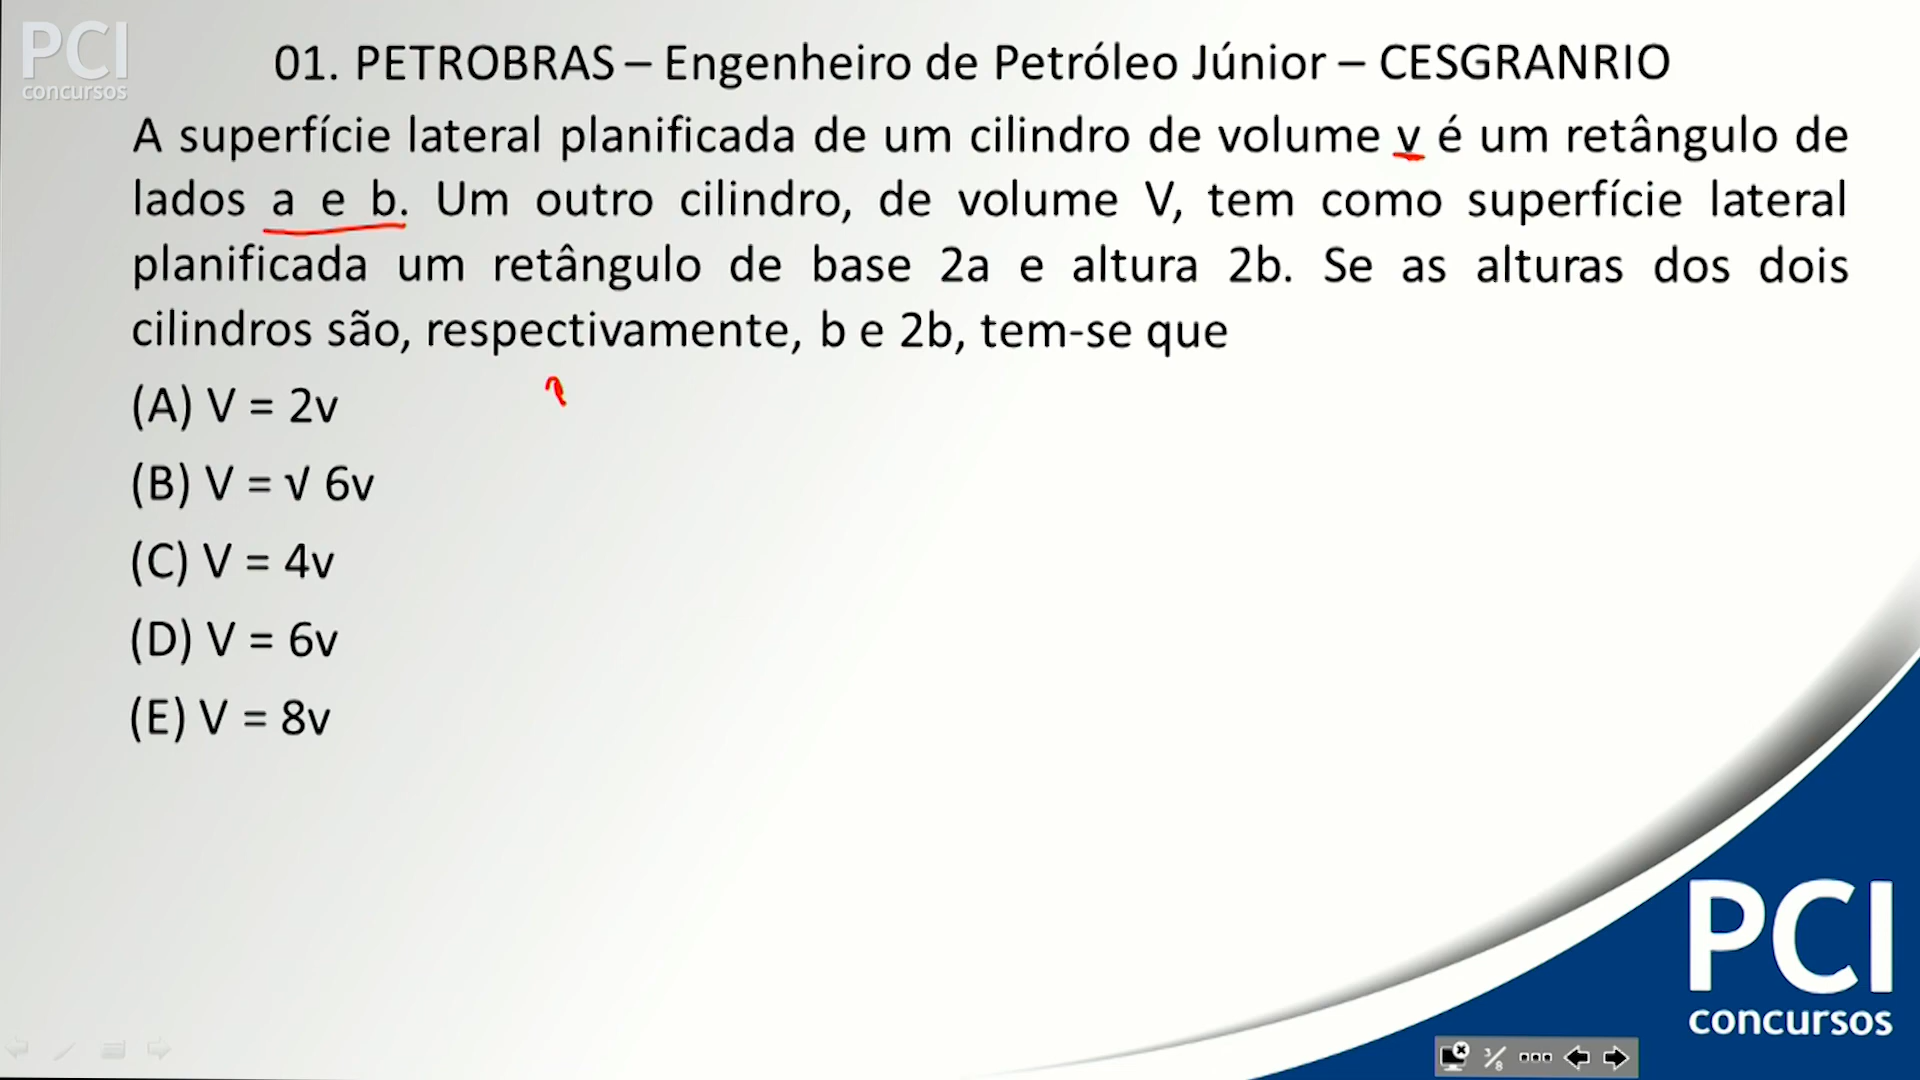 PCI
concursos
01. PETROBRAS – Engenheiro de Petróleo Júnior – CESGRANRIO
A superfície lateral planificada de um cilindro de volume v é um retângulo de
lados a e b. Um outro cilindro, de volume V, tem como superfície lateral
planificada um retângulo de base 2a e altura 2b. Se as alturas dos dois
cilindros são, respectivamente, b e 2b, tem-se que
(A) V = 2v
(B) V = √ 6v
(C) V = 4v
(D) V = 6v
(E) V = 8v
PCI
concursos
3/8